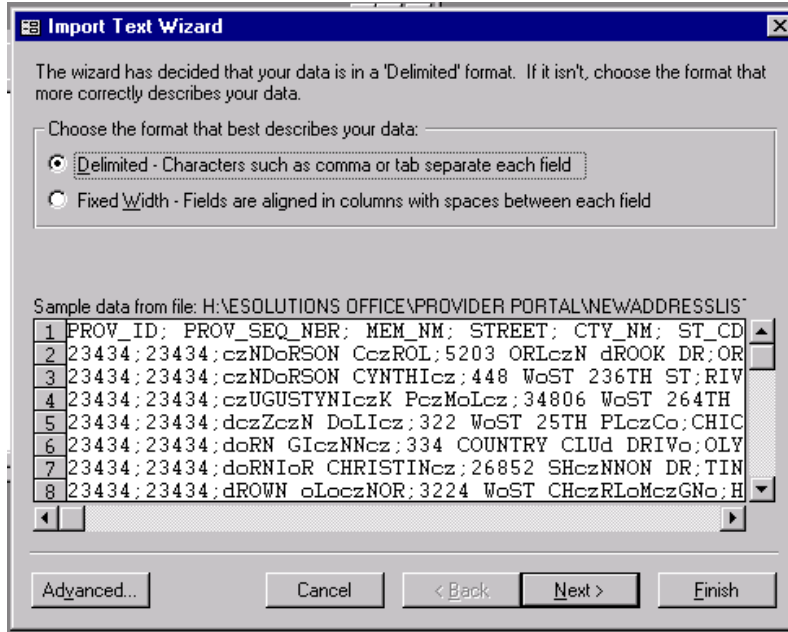 Import Text Wizard
The wizard has decided that your data is in a 'Delimited' format. If it isn't, choose the format that
more correctly describes your data.
Choose the format that best describes your data:
Delimited - Characters such as comma or tab separate each field
Fixed Width - Fields are aligned in columns with spaces between each field
Sample data from file: H:\ESOLUTIONS OFFICE\PROVIDER PORTAL\NEWADDRESSLIST
1 PROV_ID; PROV_SEQ_NBR; MEM_NM; STREET; CTY_NM; ST_CD
2 23434;23434;czNDoRSON CczROL;5203 ORLczN dROOK DR;OR
3 23434;23434;czNDoRSON CYNTHIcz;448 WoST 236TH ST;RIV
4 23434;23434;czUGUSTYNIczK PczMoLcz;34806 WoST 264TH
5 23434;23434;dczZczN DoLIcz;322 WoST 25TH PLczCo;CHIC
6 23434;23434;doRN GIczNNcz;334 COUNTRY CLUd DRIVo;OLY
7 23434;23434;doRNIoR CHRISTINcz;26852 SHczNNON DR;TIN
8 23434;23434;dROWN oLoczNOR;3224 WoST CHczRLoMczGNo;H
Advanced... Cancel < Back Next > Finish